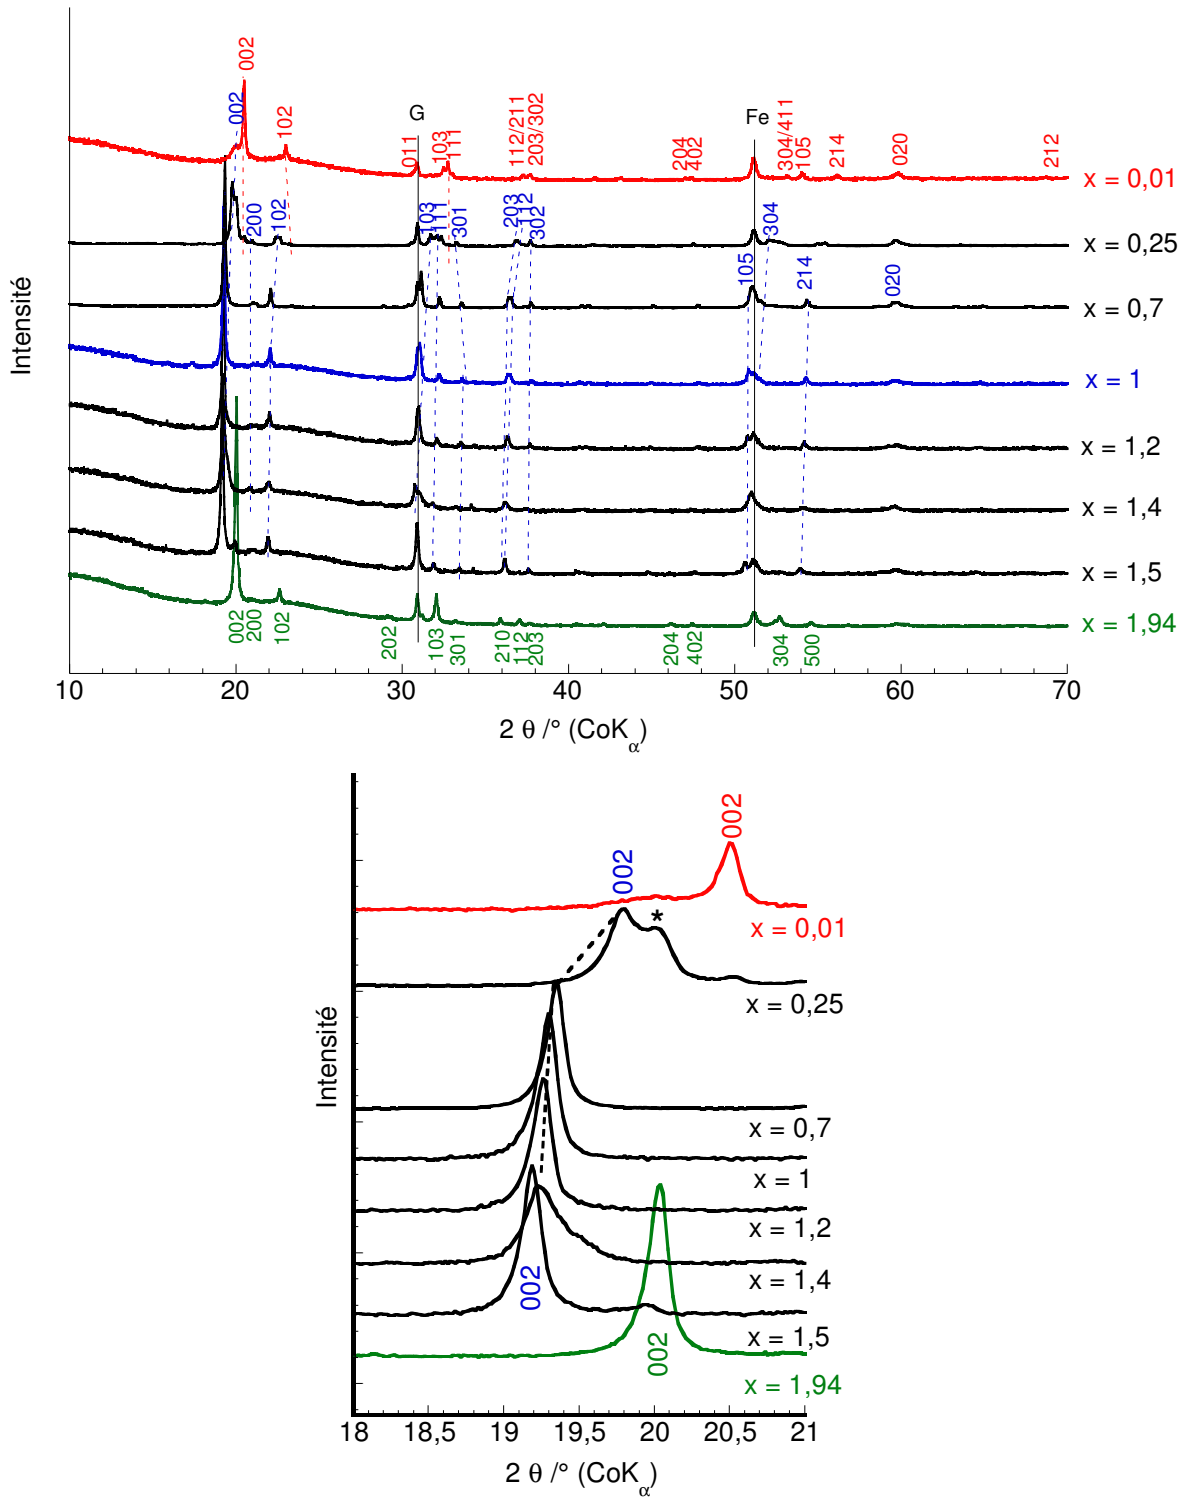 002
002
102
G
011
103
111
112/211
203/302
204
402
Fe
304/411
105
214
020
212
x = 0,01
200
102
103
111
301
203
112
302
304
x = 0,25
105
214
020
x = 0,7
x = 1
x = 1,2
x = 1,4
x = 1,5
x = 1,94
002
200
102
202
103
301
210
112
203
204
402
304
500
Intensité
10 20 30 40 50 60 70
2 θ /° (CoKα)
002
002
*
x = 0,01
x = 0,25
x = 0,7
x = 1
x = 1,2
x = 1,4
002
x = 1,5
002
x = 1,94
Intensité
18 18,5 19 19,5 20 20,5 21
2 θ /° (CoKα)